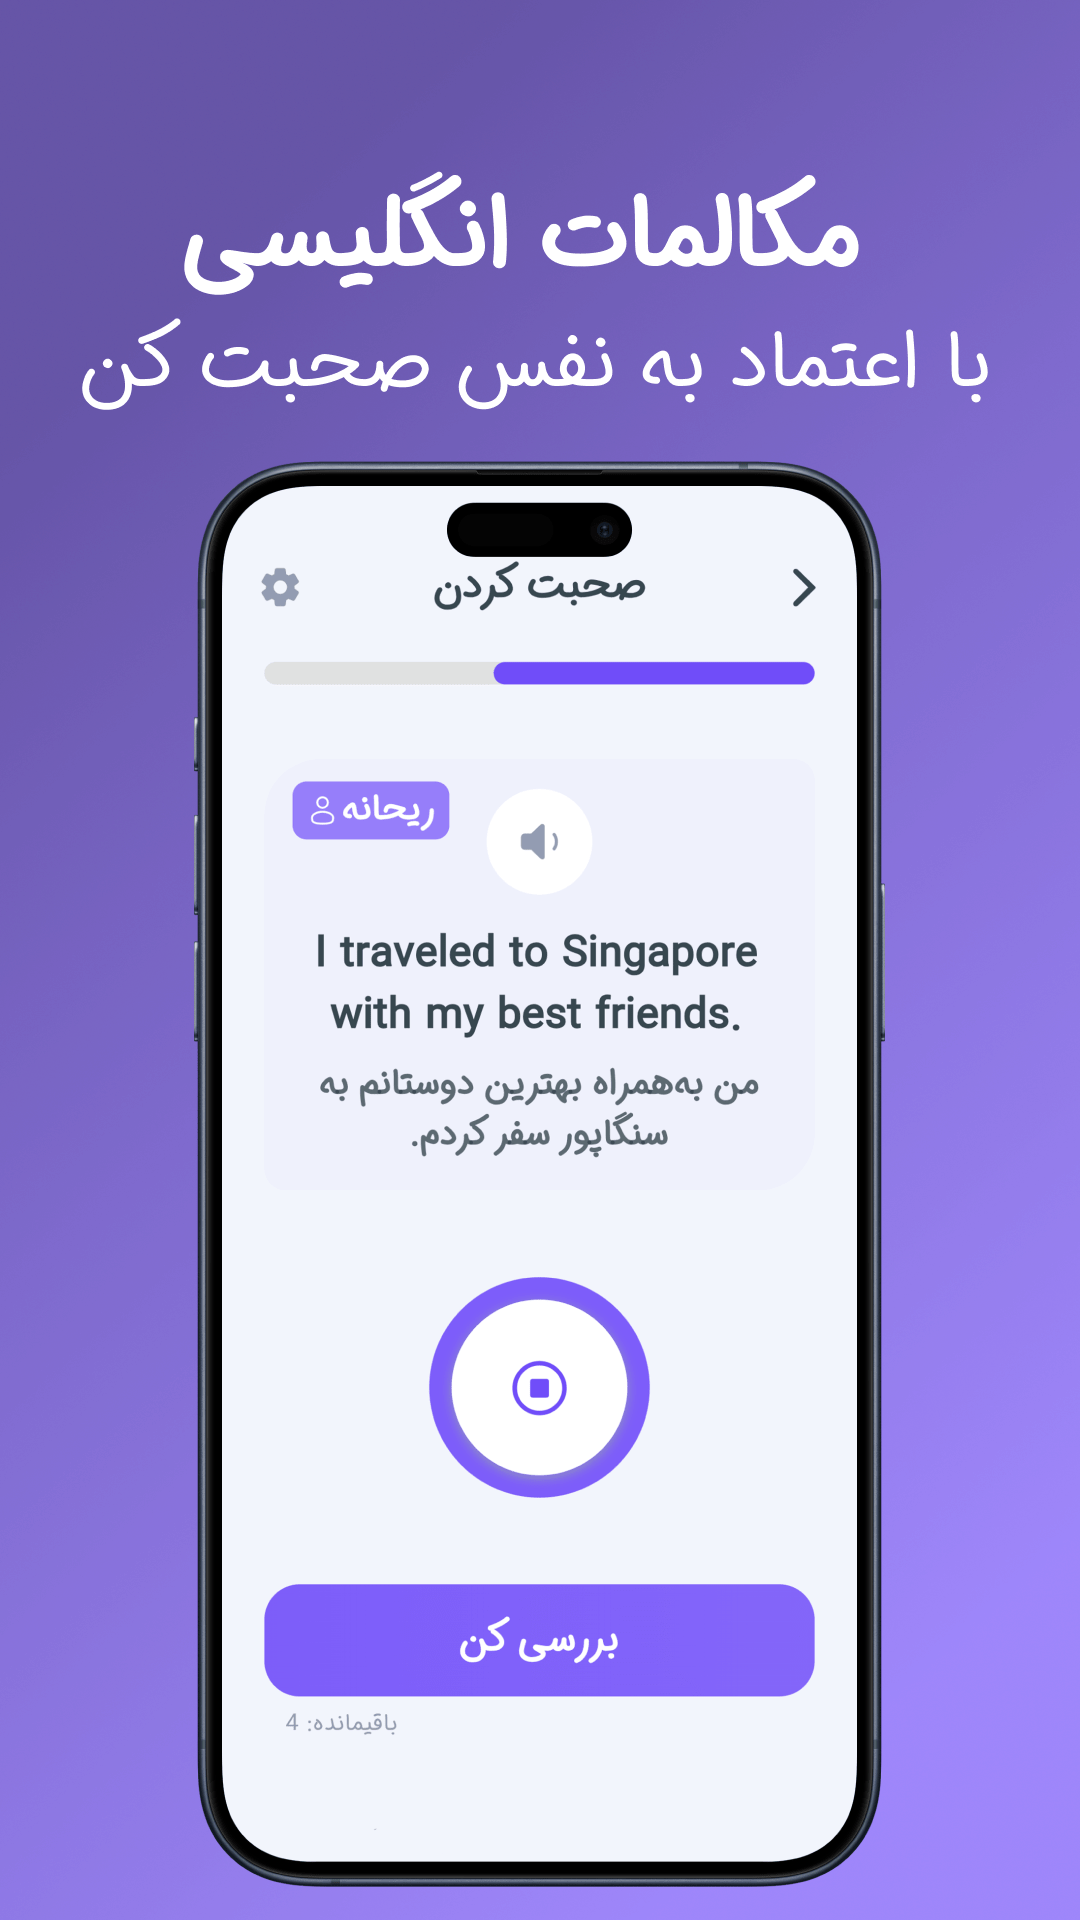 مکالمات انگلیسی
با اعتماد به نفس صحبت کن
صحبت کردن
ریحانه
I traveled to Singapore
with my best friends.
من به‌همراه بهترین دوستانم به
سنگاپور سفر کردم.
بررسی کن
باقیمانده: 4